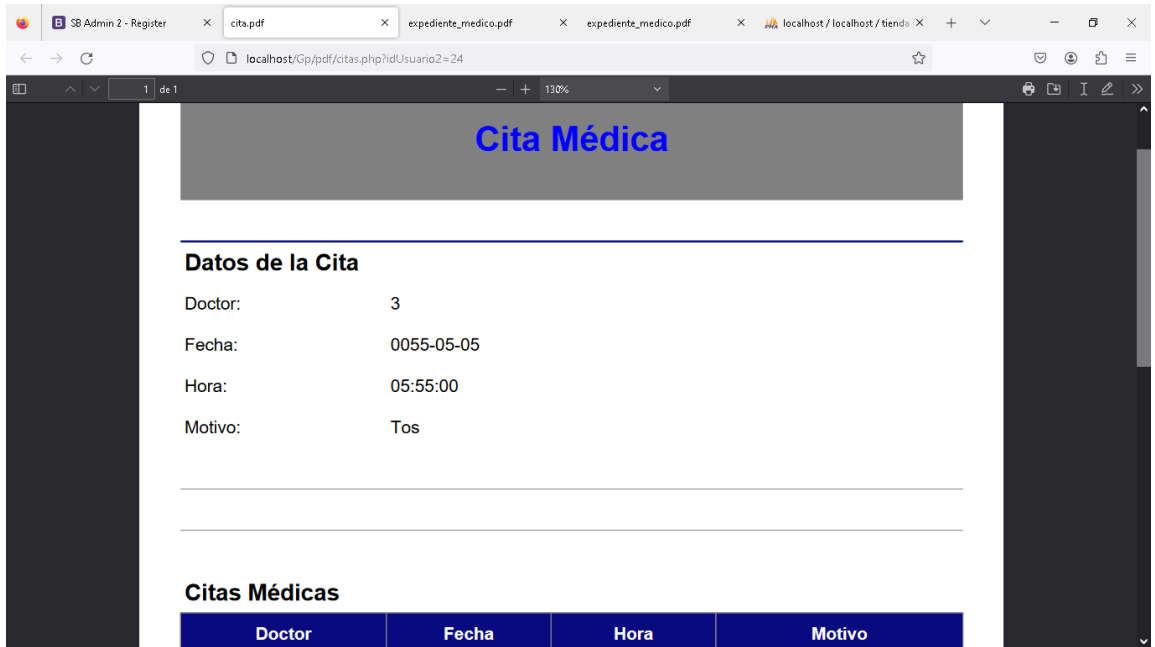 SB Admin 2 - Register
cita.pdf
expediente_medico.pdf
expediente_medico.pdf
localhost / localhost / tienda
localhost/Gp/pdf/citas.php?idUsuario2=24
1 de 1
130%
Cita Médica
Datos de la Cita
Doctor: 3
Fecha: 0055-05-05
Hora: 05:55:00
Motivo: Tos
Citas Médicas
Doctor Fecha Hora Motivo